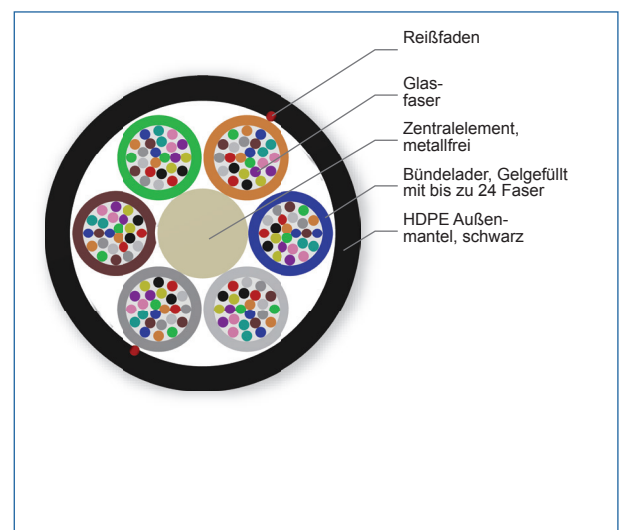 Reißfaden
Glas-
faser
Zentralelement,
metallfrei
Bündelader, Gelgefüllt
mit bis zu 24 Faser
HDPE Außen-
mantel, schwarz